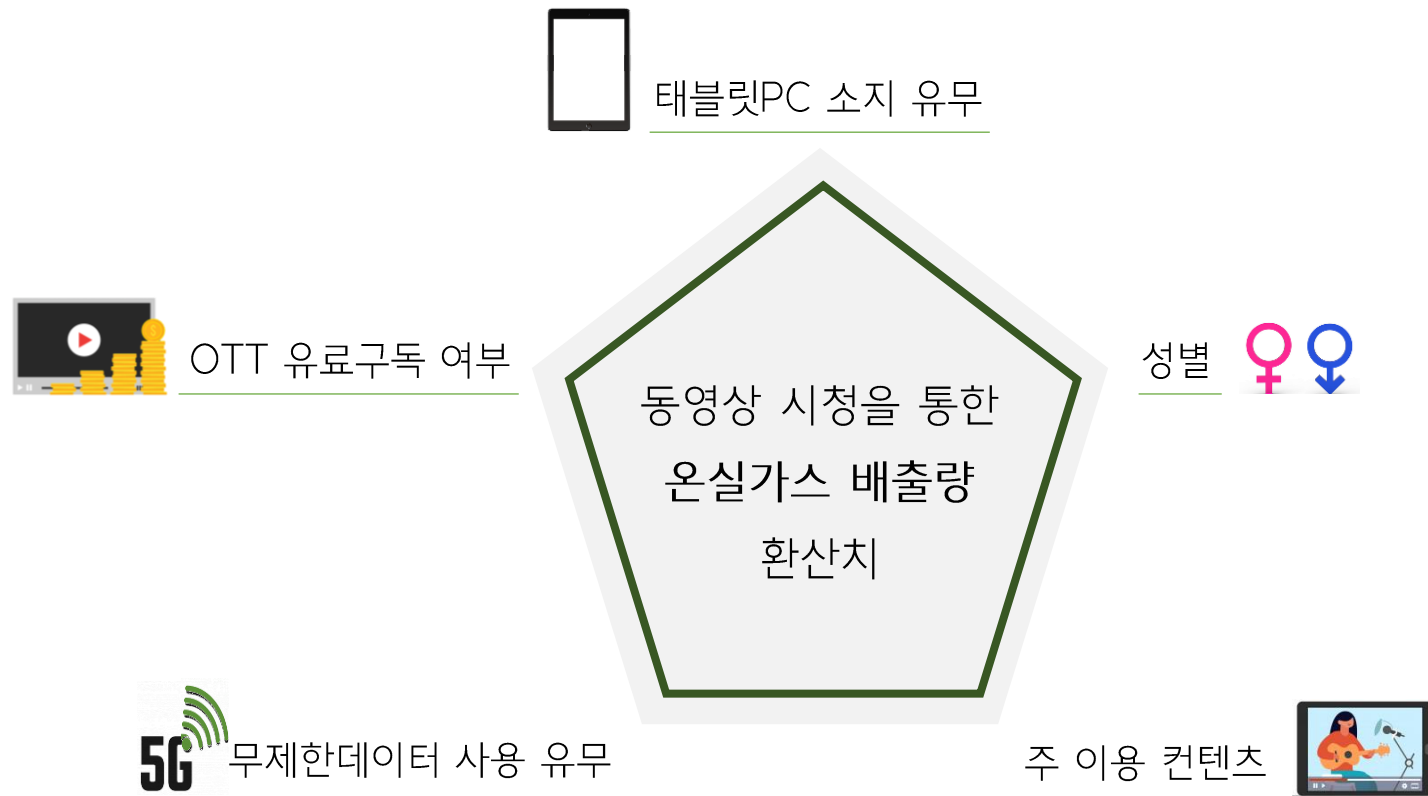 태블릿PC 소지 유무
OTT 유료구독 여부
성별
동영상 시청을 통한
온실가스 배출량
환산치
5G
무제한데이터 사용 유무
주 이용 컨텐츠